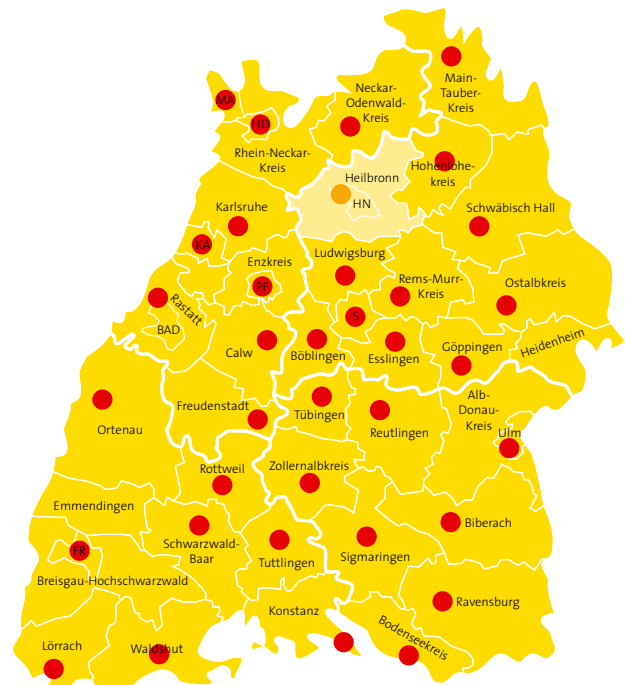 Main-
Tauber-
Kreis
Neckar-
Odenwald-
Kreis
MA
HD
Rhein-Neckar-
Kreis
Hohenlohe-
kreis
Heilbronn
HN
Schwäbisch Hall
Karlsruhe
KA
Ludwigsburg
Enzkreis
PF
Rems-Murr-
Kreis
Ostalbkreis
Rastatt
BAD
S
Heidenheim
Calw
Böblingen
Esslingen
Göppingen
Alb-
Donau-
Kreis
Freudenstadt
Tübingen
Reutlingen
Ulm
Ortenau
Rottweil
Zollernalbkreis
Emmendingen
Biberach
FR
Schwarzwald-
Baar
Tuttlingen
Sigmaringen
Breisgau-Hochschwarzwald
Konstanz
Ravensburg
Bodenseekreis
Lörrach
Waldshut